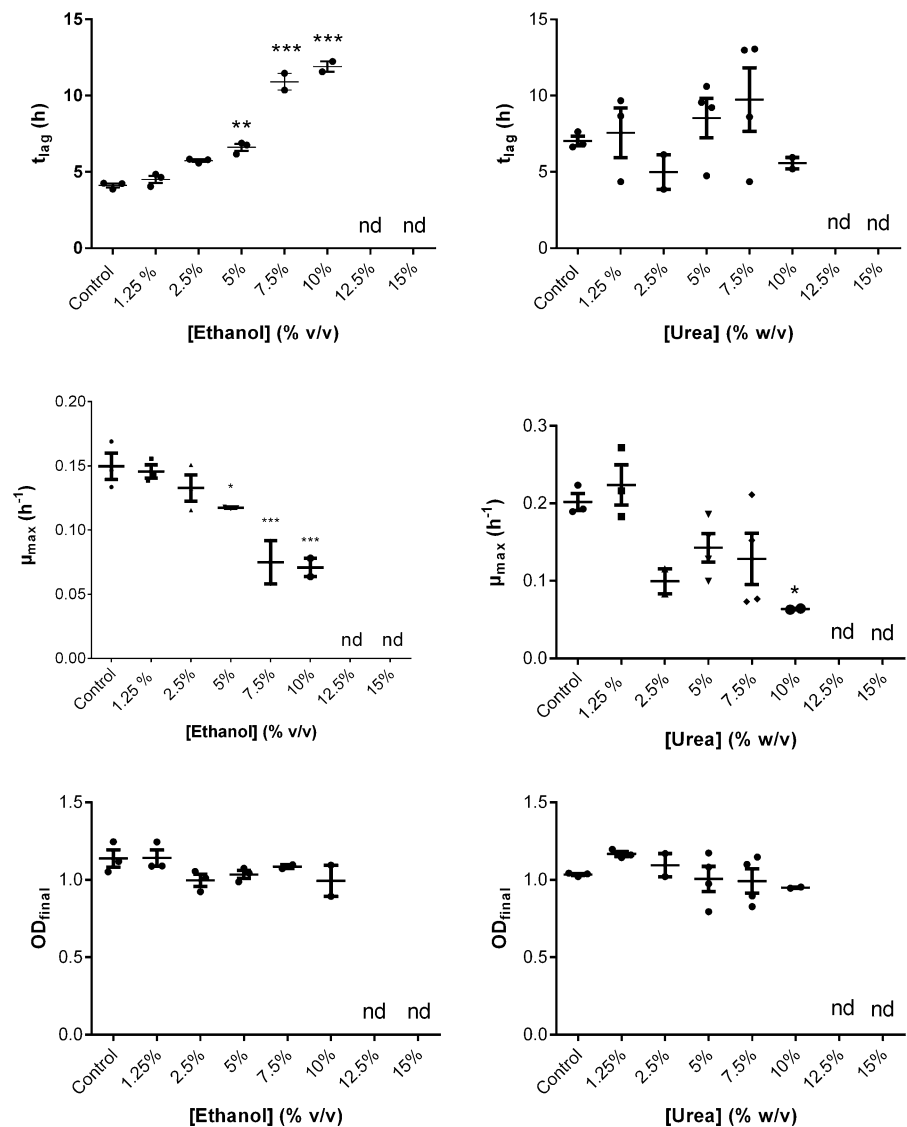 15
10
5
0
t_lag (h)
** *** ***
nd nd
Control 1.25 % 2.5% 5% 7.5% 10% 12.5% 15%
[Ethanol] (% v/v)
15
10
5
0
t_lag (h)
nd nd
Control 1.25 % 2.5% 5% 7.5% 10% 12.5% 15%
[Urea] (% w/v)
0.20
0.15
0.10
0.05
0.00
µ_max (h⁻¹)
* *** ***
nd nd
Control 1.25 % 2.5% 5% 7.5% 10% 12.5% 15%
[Ethanol] (% v/v)
0.3
0.2
0.1
0.0
µ_max (h⁻¹)
*
nd nd
Control 1.25 % 2.5% 5% 7.5% 10% 12.5% 15%
[Urea] (% w/v)
1.5
1.0
0.5
0.0
OD_final
nd nd
Control 1.25% 2.5% 5% 7.5% 10% 12.5% 15%
[Ethanol] (% v/v)
1.5
1.0
0.5
0.0
OD_final
nd nd
Control 1.25% 2.5% 5% 7.5% 10% 12.5% 15%
[Urea] (% w/v)